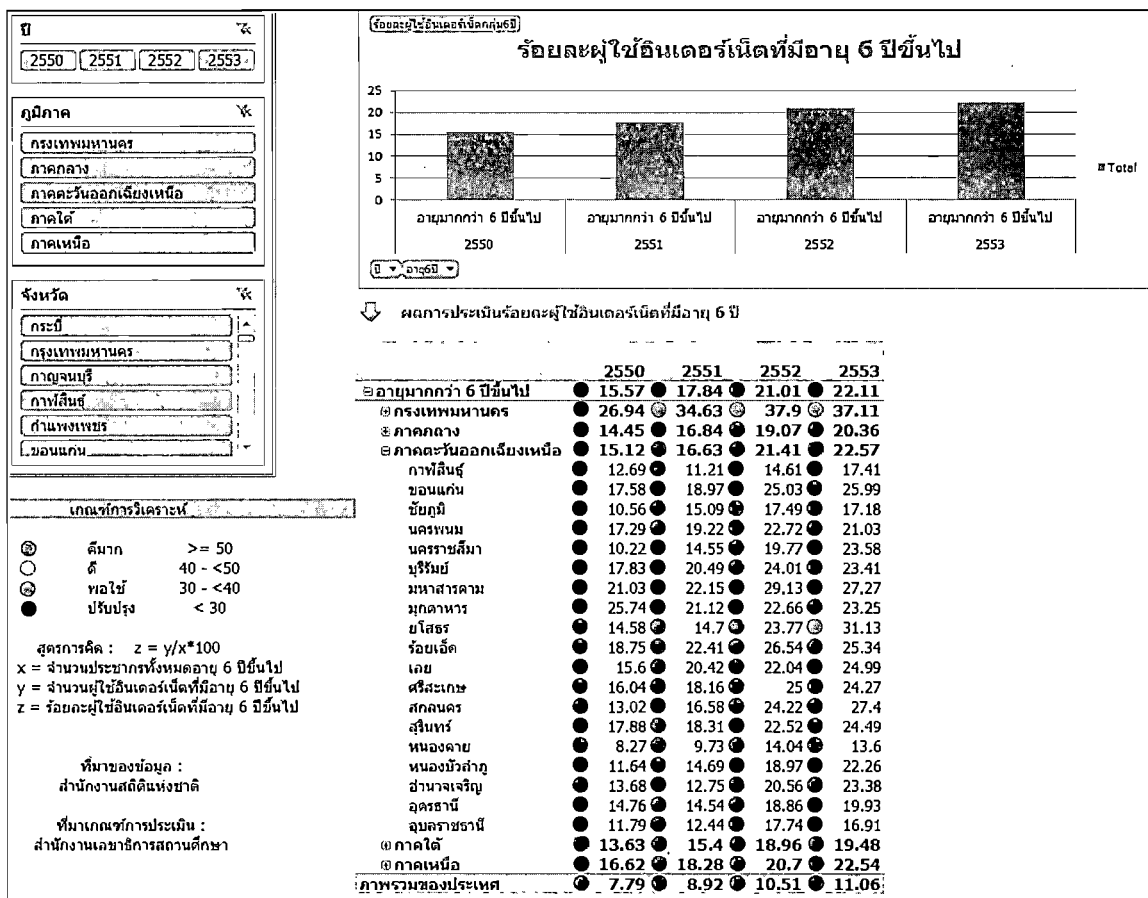 ปี
2550 2551 2552 2553
ภูมิภาค
กรุงเทพมหานคร
ภาคกลาง
ภาคตะวันออกเฉียงเหนือ
ภาคใต้
ภาคเหนือ
จังหวัด
กระบี่
กรุงเทพมหานคร
กาญจนบุรี
กาฬสินธุ์
กำแพงเพชร
ขอนแก่น
เกณฑ์การวิเคราะห์
ดีมาก >= 50
ดี 40 - <50
พอใช้ 30 - <40
ปรับปรุง < 30
สูตรการคิด : z = y/x*100
x = จำนวนประชากรทั้งหมดอายุ 6 ปีขึ้นไป
y = จำนวนผู้ใช้อินเตอร์เน็ตที่มีอายุ 6 ปีขึ้นไป
z = ร้อยละผู้ใช้อินเตอร์เน็ตที่มีอายุ 6 ปีขึ้นไป
ที่มาของข้อมูล :
สำนักงานสถิติแห่งชาติ
ที่มาเกณฑ์การประเมิน :
สำนักงานเลขาธิการสภานศึกษา
ร้อยละผู้ใช้อินเตอร์เน็ตกลุ่ม6ปี
ร้อยละผู้ใช้อินเตอร์เน็ตที่มีอายุ 6 ปีขึ้นไป
25
20
15
10
5
0
Total
อายุมากกว่า 6 ปีขึ้นไป อายุมากกว่า 6 ปีขึ้นไป อายุมากกว่า 6 ปีขึ้นไป อายุมากกว่า 6 ปีขึ้นไป
2550 2551 2552 2553
ปี อายุ6ปี
ผลการประเมินร้อยละผู้ใช้อินเตอร์เน็ตที่มีอายุ 6 ปี
2550 2551 2552 2553
อายุมากกว่า 6 ปีขึ้นไป 15.57 17.84 21.01 22.11
กรุงเทพมหานคร 26.94 34.63 37.9 37.11
ภาคกลาง 14.45 16.84 19.07 20.36
ภาคตะวันออกเฉียงเหนือ 15.12 16.63 21.41 22.57
กาฬสินธุ์ 12.69 11.21 14.61 17.41
ขอนแก่น 17.58 18.97 25.03 25.99
ชัยภูมิ 10.56 15.09 17.49 17.18
นครพนม 17.29 19.22 22.72 21.03
นครราชสีมา 10.22 14.55 19.77 23.58
บุรีรัมย์ 17.83 20.49 24.01 23.41
มหาสารคาม 21.03 22.15 29.13 27.27
มุกดาหาร 25.74 21.12 22.66 23.25
ยโสธร 14.58 14.7 23.77 31.13
ร้อยเอ็ด 18.75 22.41 26.54 25.34
เลย 15.6 20.42 22.04 24.99
ศรีสะเกษ 16.04 18.16 25 24.27
สกลนคร 13.02 16.58 24.22 27.4
สุรินทร์ 17.88 18.31 22.52 24.49
หนองคาย 8.27 9.73 14.04 13.6
หนองบัวลำภู 11.64 14.69 18.97 22.26
อำนาจเจริญ 13.68 12.75 20.56 23.38
อุดรธานี 14.76 14.54 18.86 19.93
อุบลราชธานี 11.79 12.44 17.74 16.91
ภาคใต้ 13.63 15.4 18.96 19.48
ภาคเหนือ 16.62 18.28 20.7 22.54
ภาพรวมของประเทศ 7.79 8.92 10.51 11.06